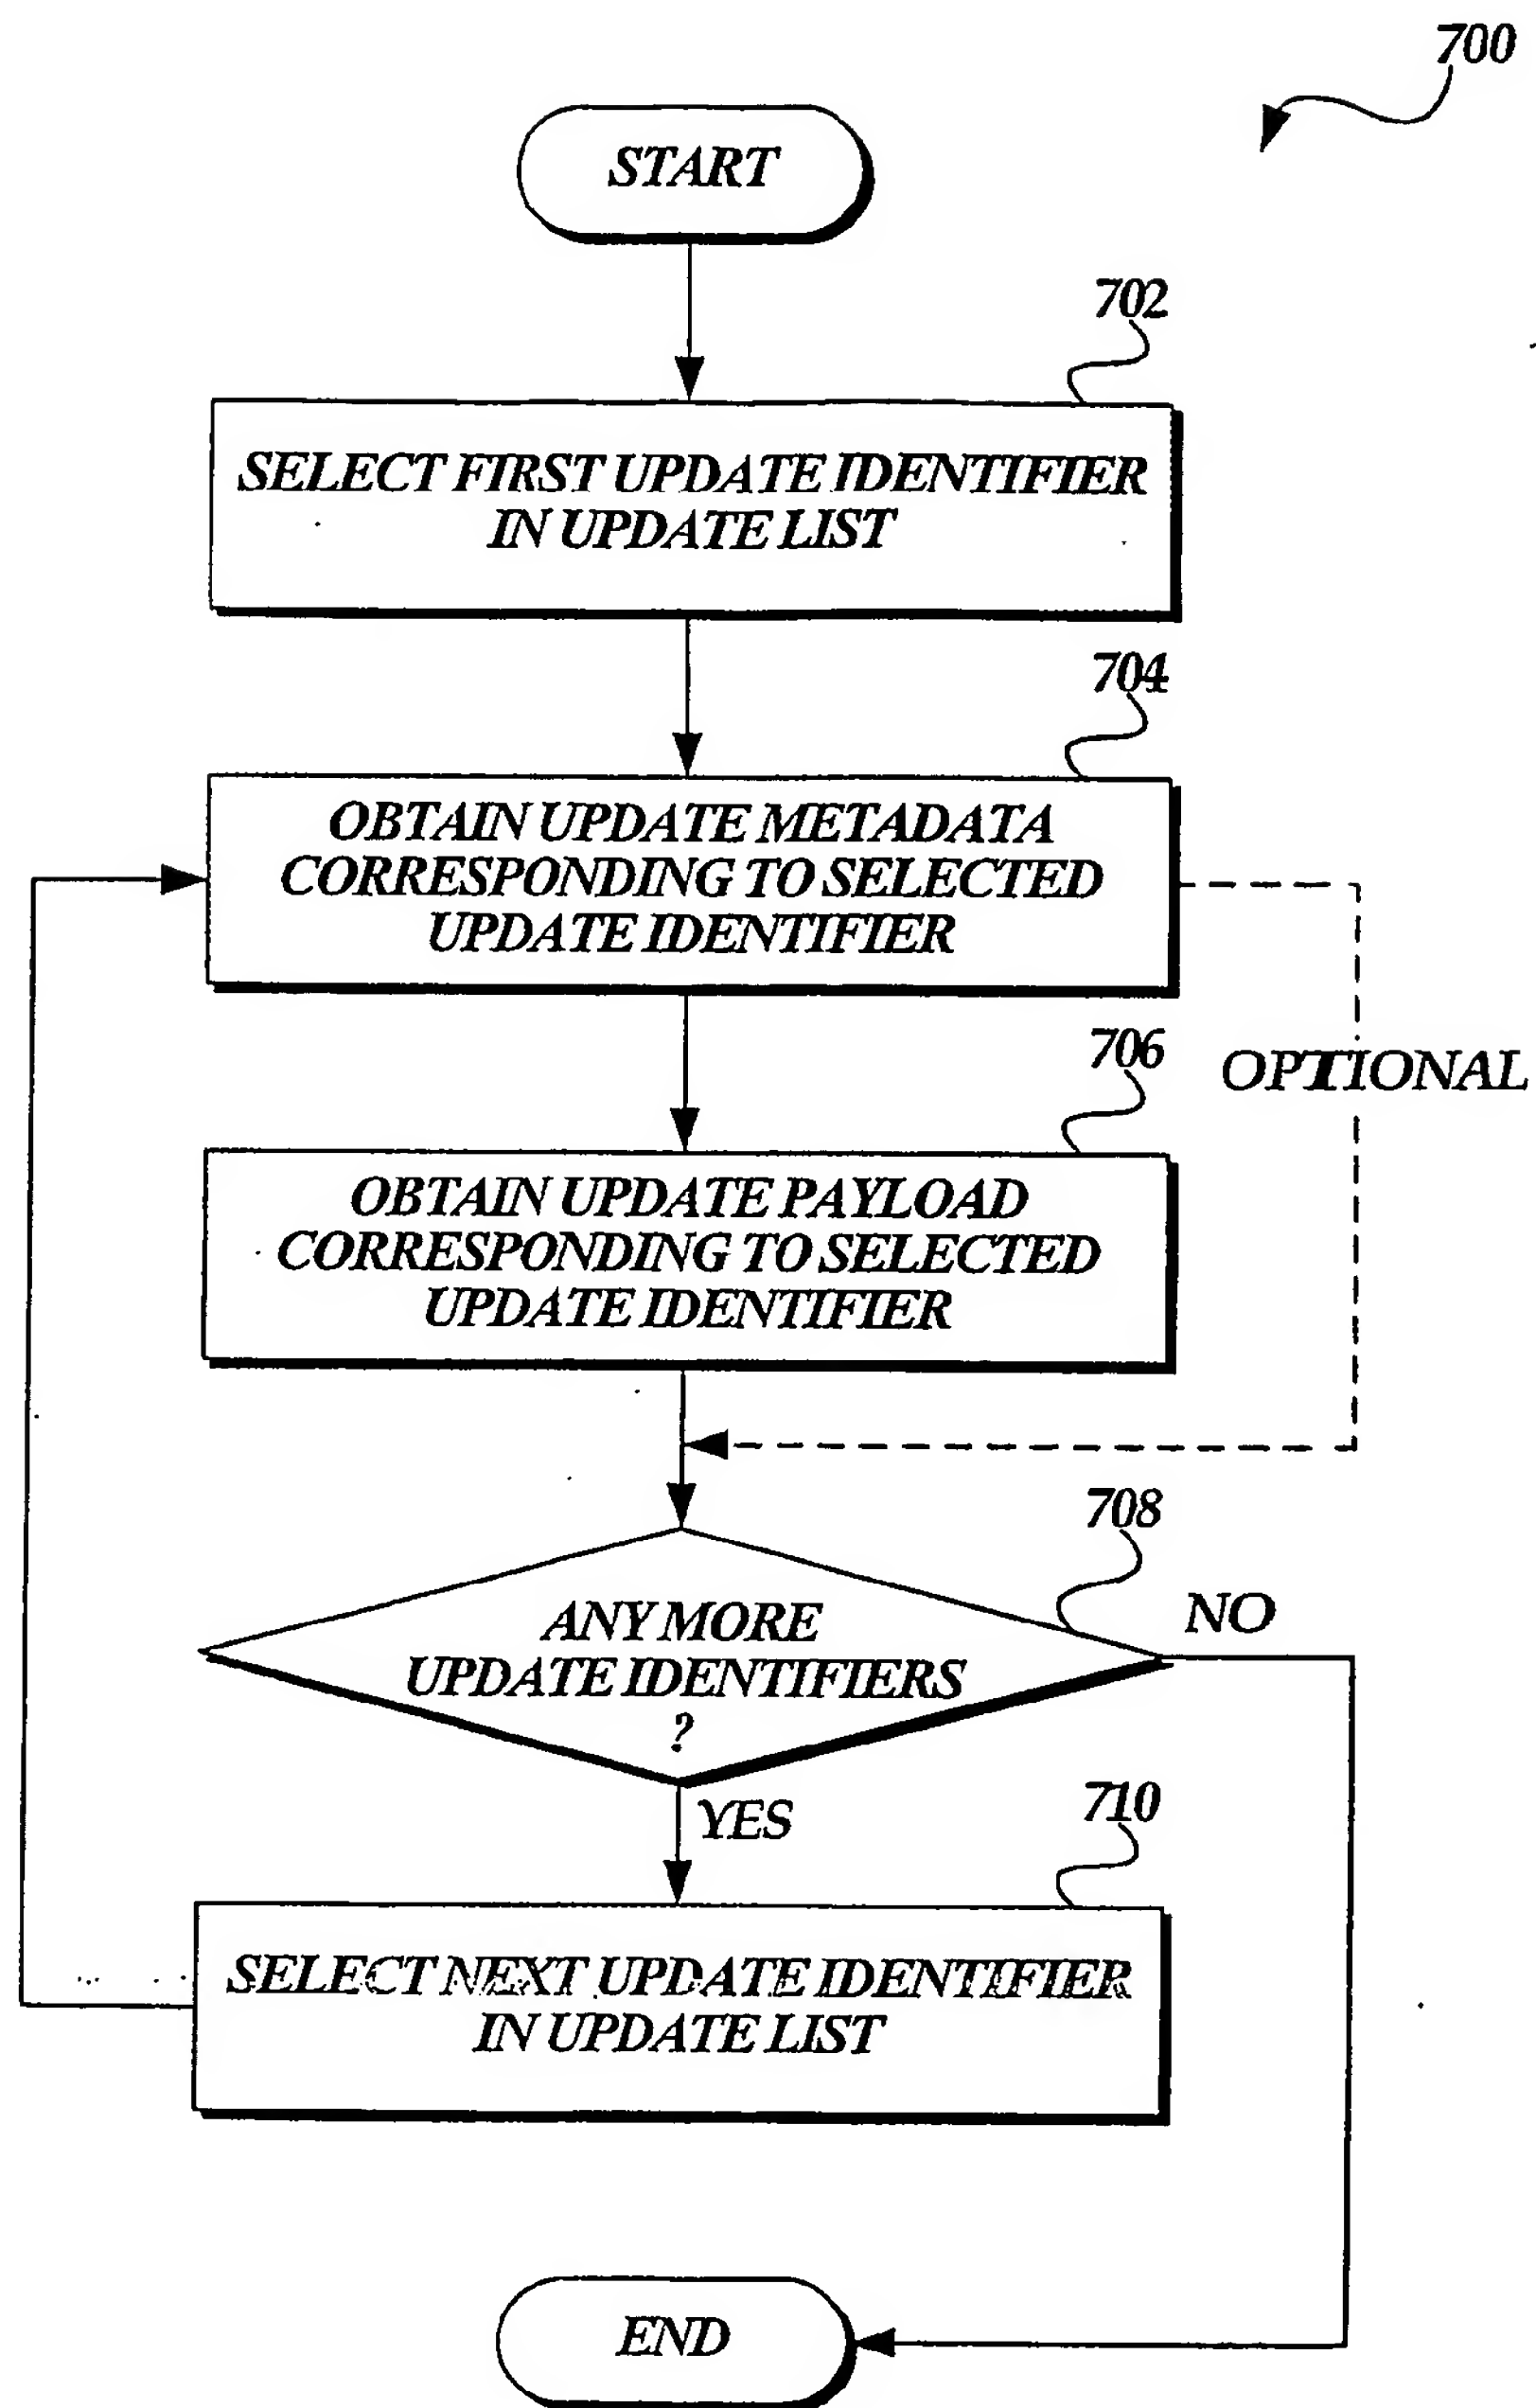 700
START
702
SELECT FIRST UPDATE IDENTIFIER
IN UPDATE LIST
704
OBTAIN UPDATE METADATA
CORRESPONDING TO SELECTED
UPDATE IDENTIFIER
706
OPTIONAL
OBTAIN UPDATE PAYLOAD
CORRESPONDING TO SELECTED
UPDATE IDENTIFIER
708
NO
ANY MORE
UPDATE IDENTIFIERS
?
YES
710
SELECT NEXT UPDATE IDENTIFIER
IN UPDATE LIST
END